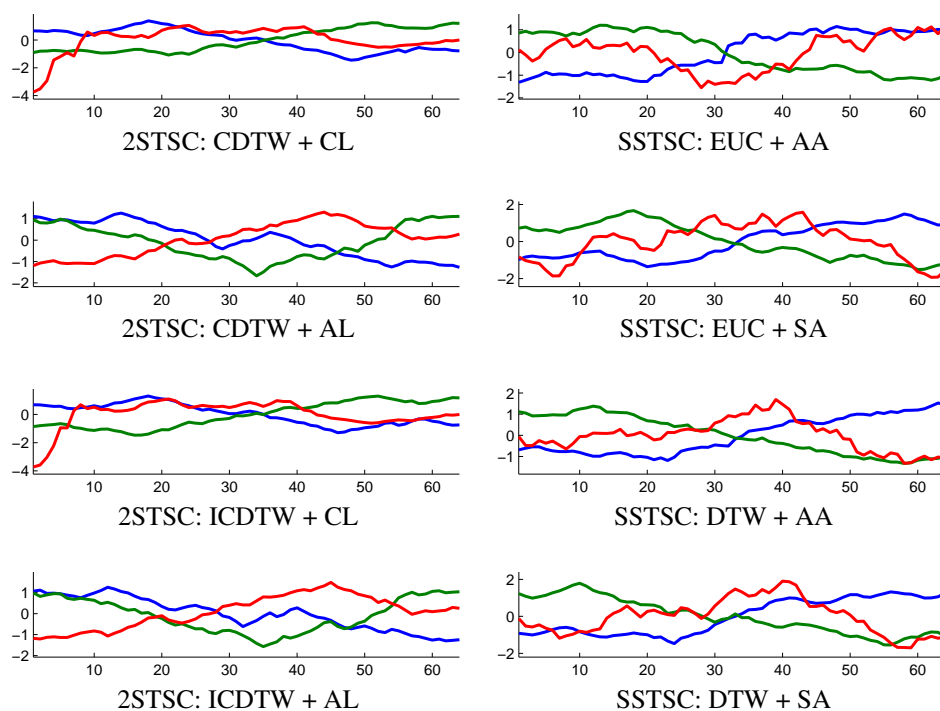 0
−2
−4
10 20 30 40 50 60
2STSC: CDTW + CL
1
0
−1
−2
10 20 30 40 50 60
SSTSC: EUC + AA
1
0
−1
−2
10 20 30 40 50 60
2STSC: CDTW + AL
2
0
−2
10 20 30 40 50 60
SSTSC: EUC + SA
0
−2
−4
10 20 30 40 50 60
2STSC: ICDTW + CL
2
1
0
−1
10 20 30 40 50 60
SSTSC: DTW + AA
1
0
−1
−2
10 20 30 40 50 60
2STSC: ICDTW + AL
2
0
−2
10 20 30 40 50 60
SSTSC: DTW + SA